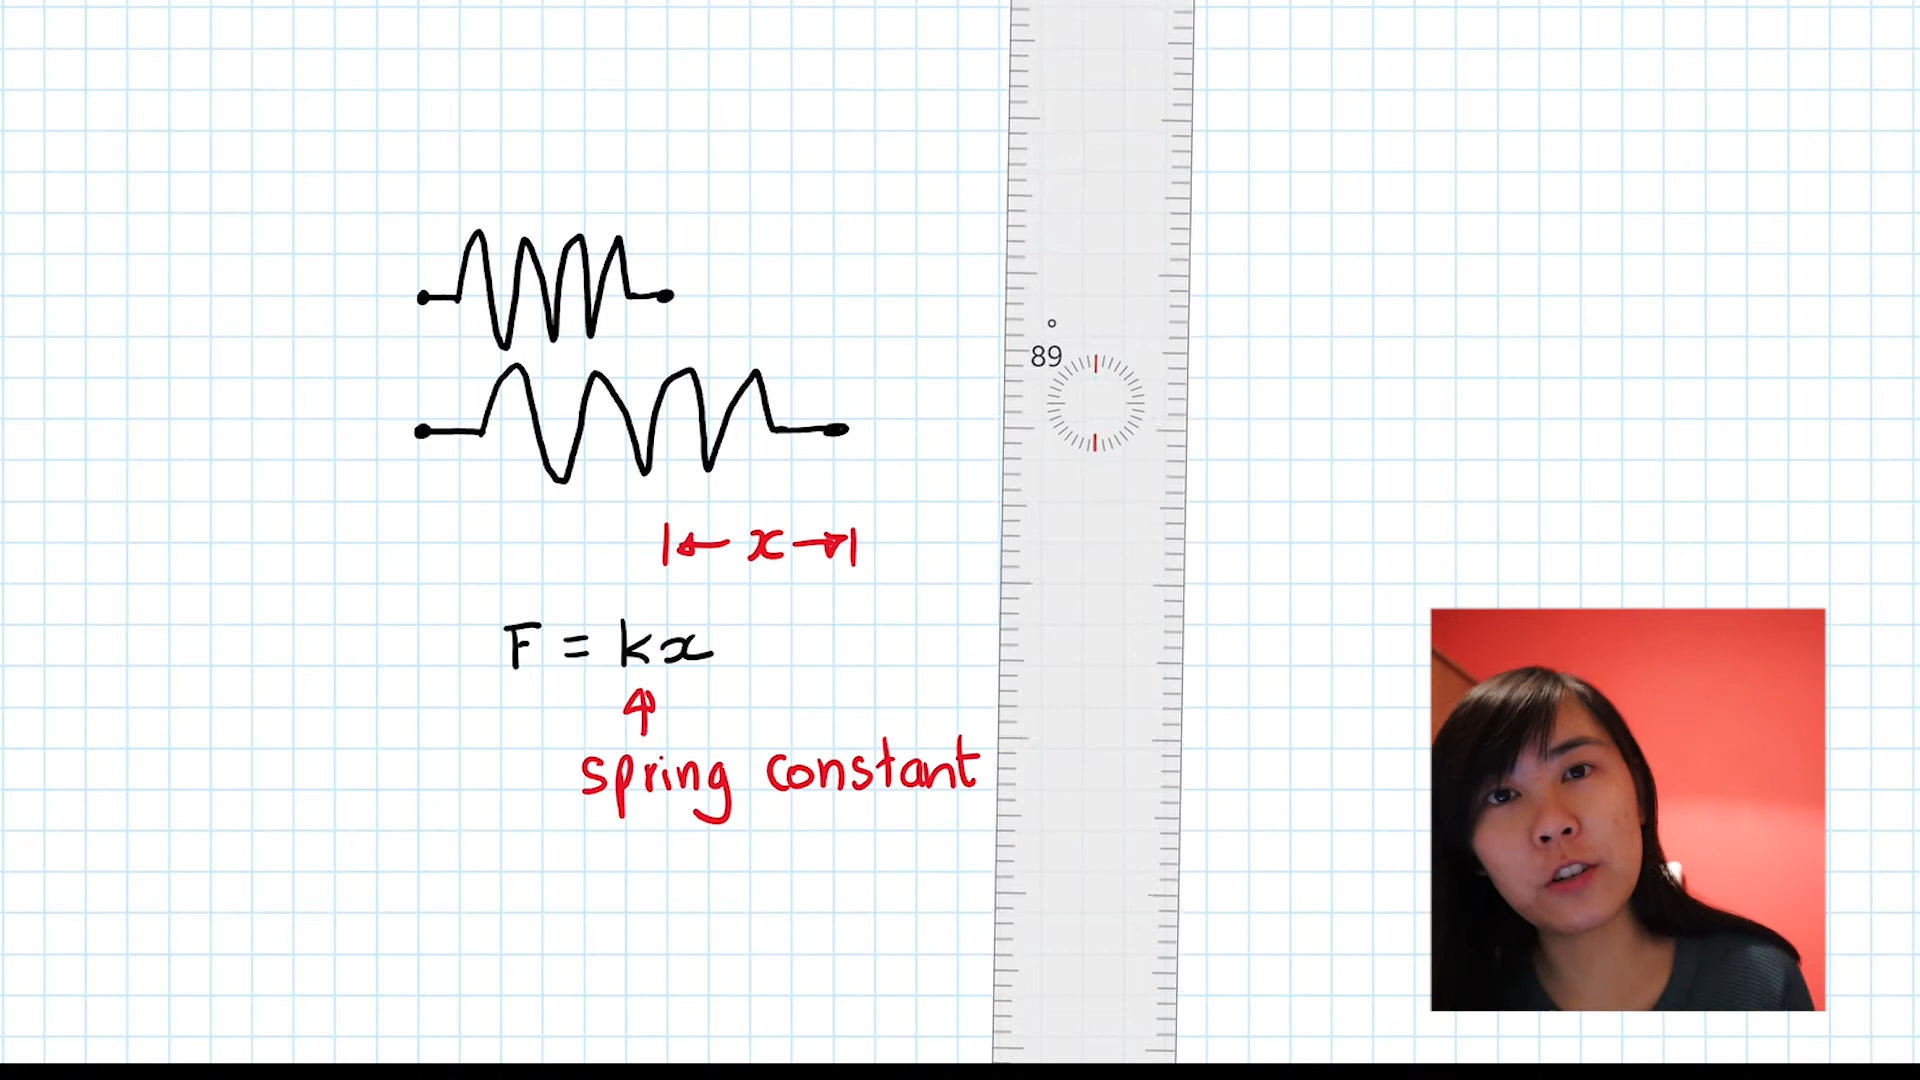 °
89
x
F = kx
spring constant